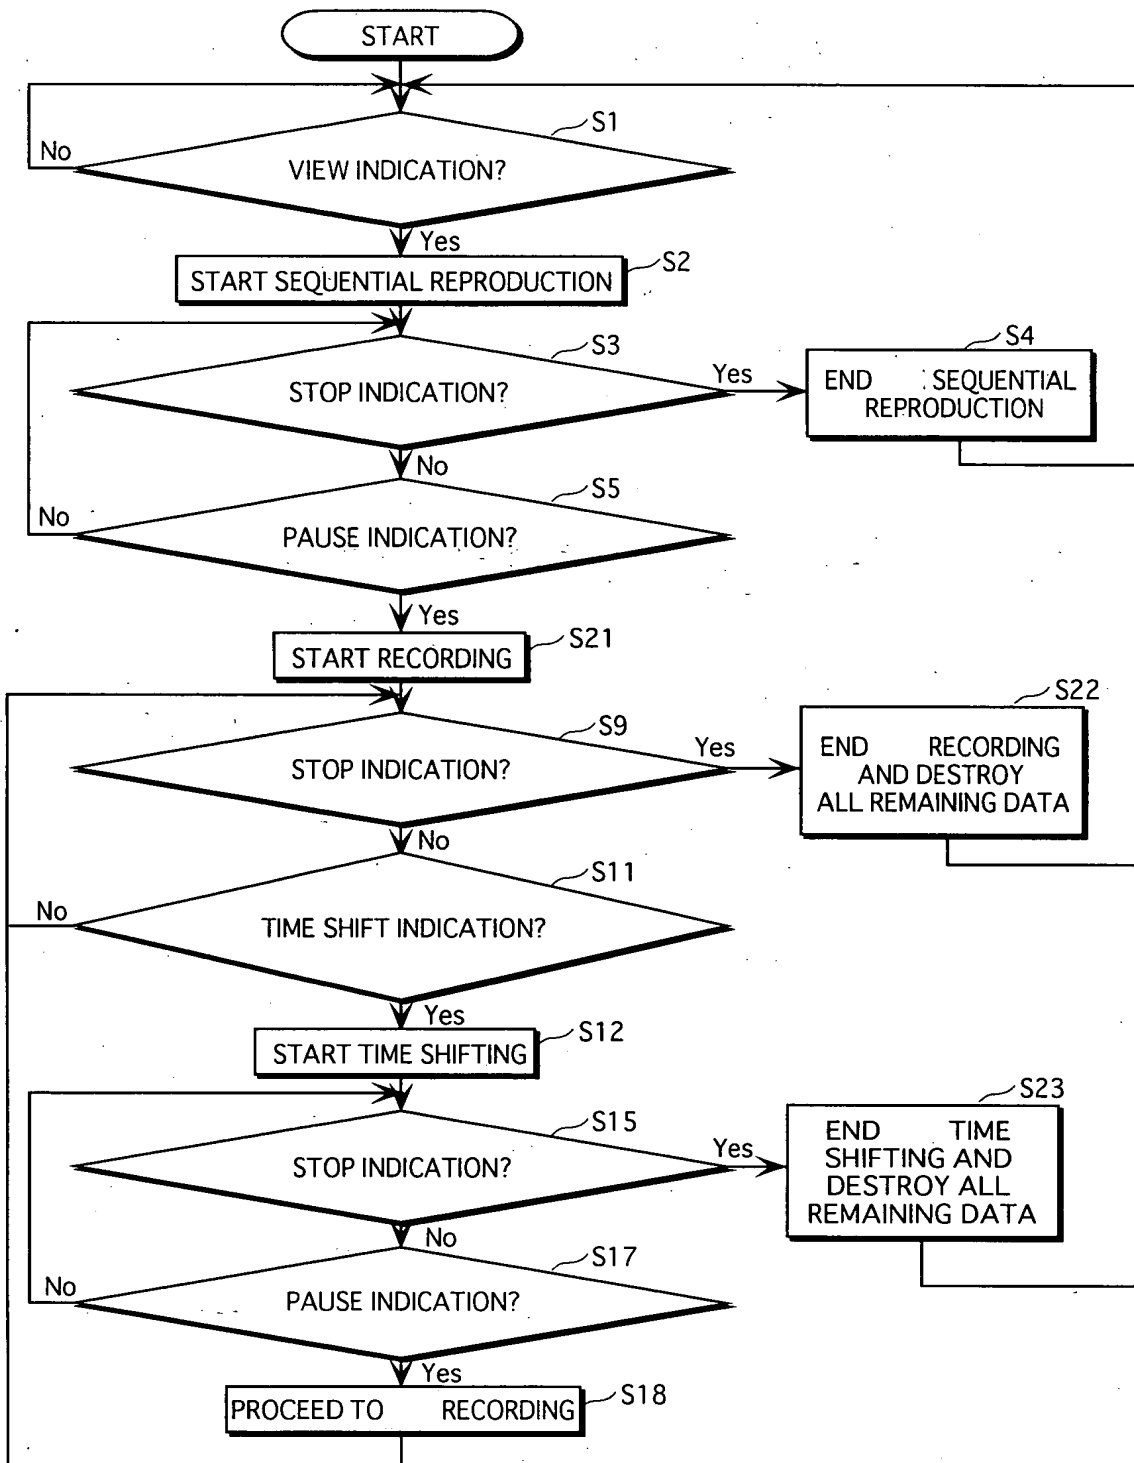 START
S1
No
VIEW INDICATION?
Yes
S2
START SEQUENTIAL REPRODUCTION
S3
S4
STOP INDICATION?
Yes
END SEQUENTIAL
REPRODUCTION
No
S5
No
PAUSE INDICATION?
Yes
S21
START RECORDING
S22
S9
Yes
STOP INDICATION?
END RECORDING
AND DESTROY
ALL REMAINING DATA
No
S11
No
TIME SHIFT INDICATION?
Yes
S12
START TIME SHIFTING
S23
S15
Yes
STOP INDICATION?
END TIME
SHIFTING AND
DESTROY ALL
REMAINING DATA
No
S17
No
PAUSE INDICATION?
Yes
S18
PROCEED TO RECORDING